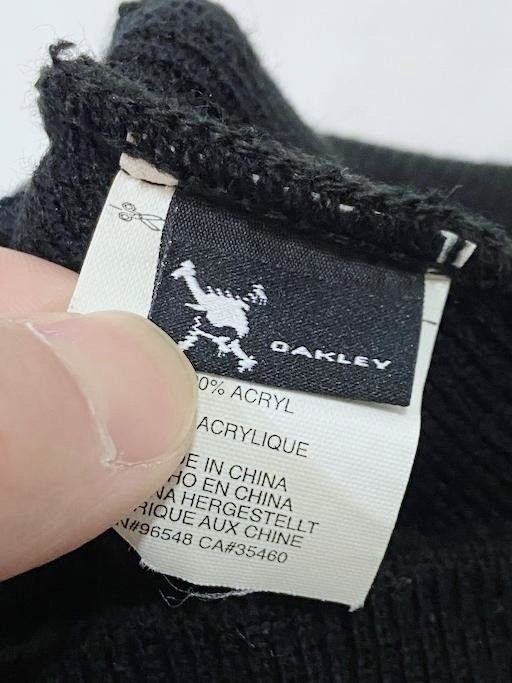 OAKLEY
0% ACRYL
ACRYLIQUE
E IN CHINA
HO EN CHINA
NA HERGESTELLT
RIQUE AUX CHINE
N#96548 CA#35460